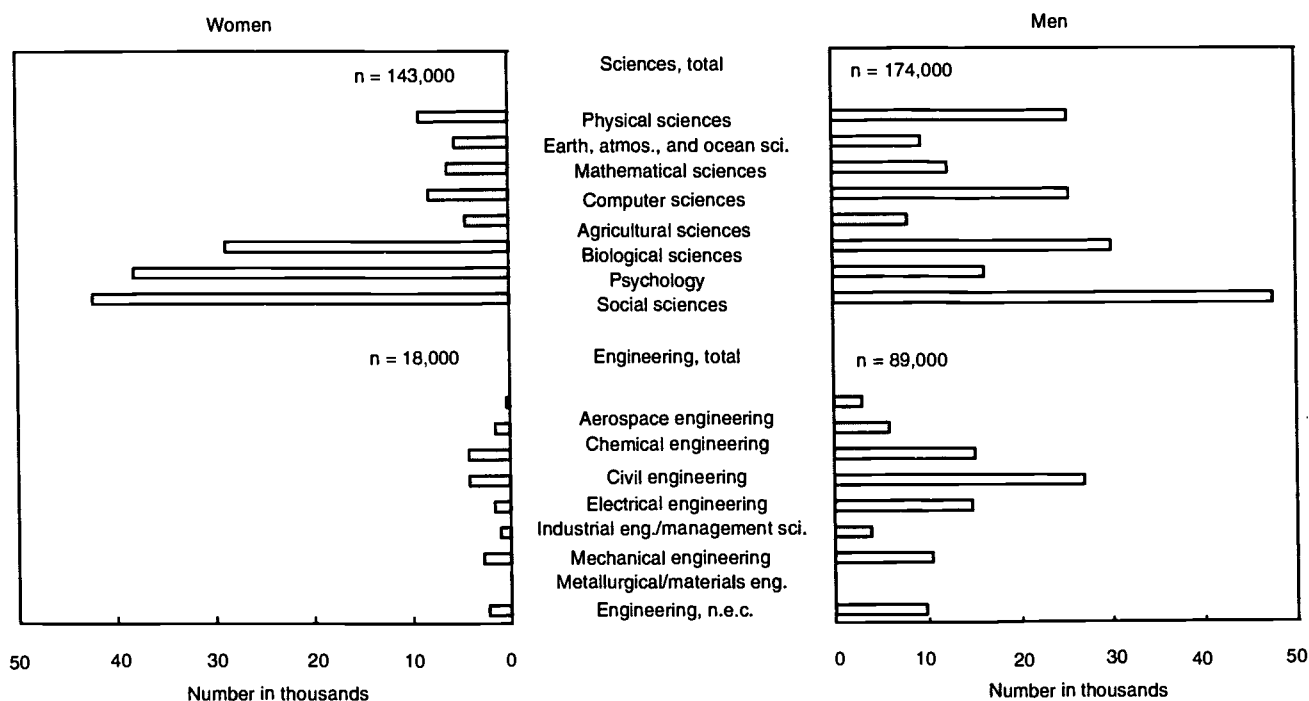 Women
Men
n = 143,000
Sciences, total
n = 174,000
Physical sciences
Earth, atmos., and ocean sci.
Mathematical sciences
Computer sciences
Agricultural sciences
Biological sciences
Psychology
Social sciences
n = 18,000
Engineering, total
n = 89,000
Aerospace engineering
Chemical engineering
Civil engineering
Electrical engineering
Industrial eng./management sci.
Mechanical engineering
Metallurgical/materials eng.
Engineering, n.e.c.
50 40 30 20 10 0
0 10 20 30 40 50
Number in thousands
Number in thousands